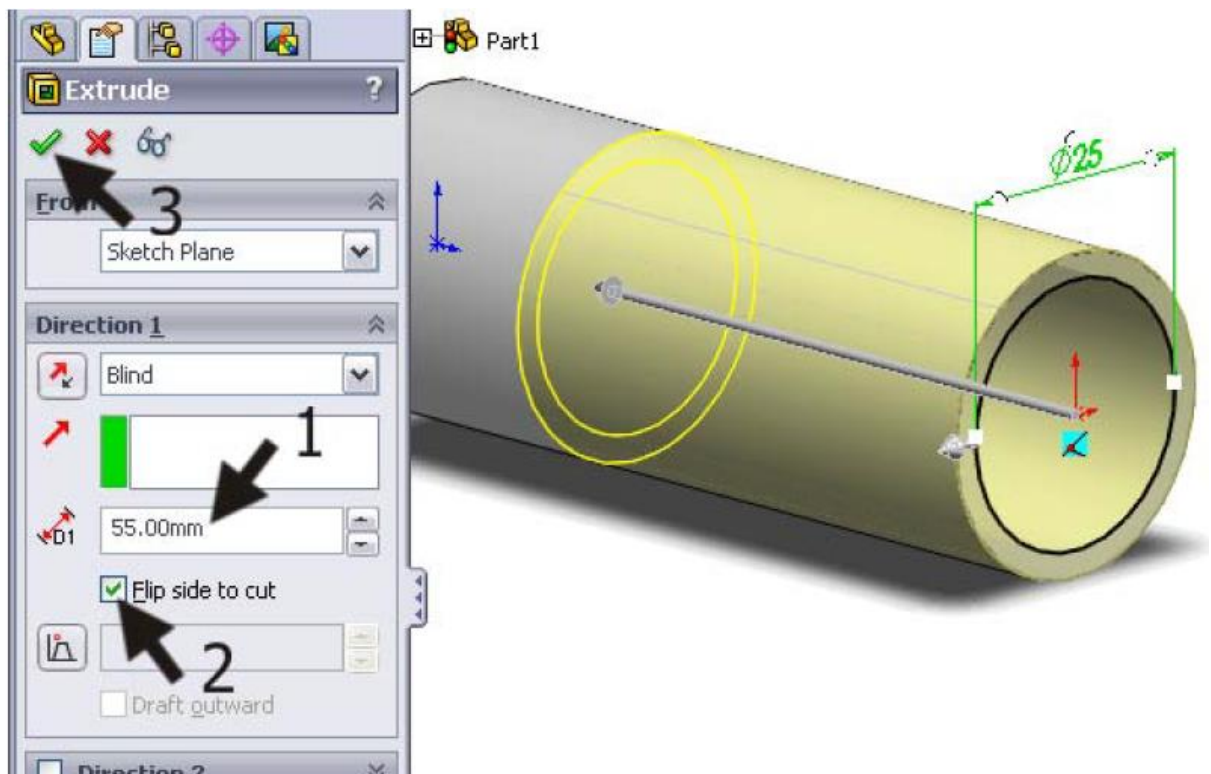 Part1
Extrude ?
3
From
Sketch Plane
Direction 1
Blind
1
D1 55.00mm
Flip side to cut
2
Draft outward
Direction 2
Ø25